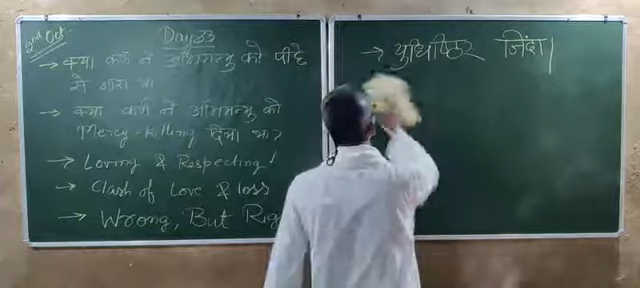 2nd Oct.
Day 33
→ क्या कर्ण ने अभिमन्यु को पीछे
से मारा था
→ क्या कर्ण ने अभिमन्यु को
Mercy-killing दिया था?
→ Loving & Respecting!
→ Clash of Love & loss
→ Wrong, But Rig
→ युधिष्ठिर जिंदा।